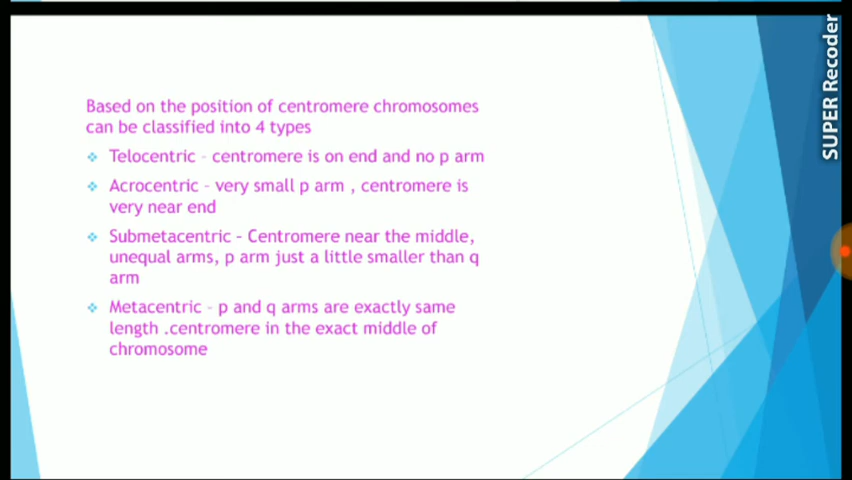 Based on the position of centromere chromosomes
can be classified into 4 types
❖ Telocentric – centromere is on end and no p arm
❖ Acrocentric – very small p arm , centromere is
very near end
❖ Submetacentric – Centromere near the middle,
unequal arms, p arm just a little smaller than q
arm
❖ Metacentric – p and q arms are exactly same
length .centromere in the exact middle of
chromosome
SUPER Recoder